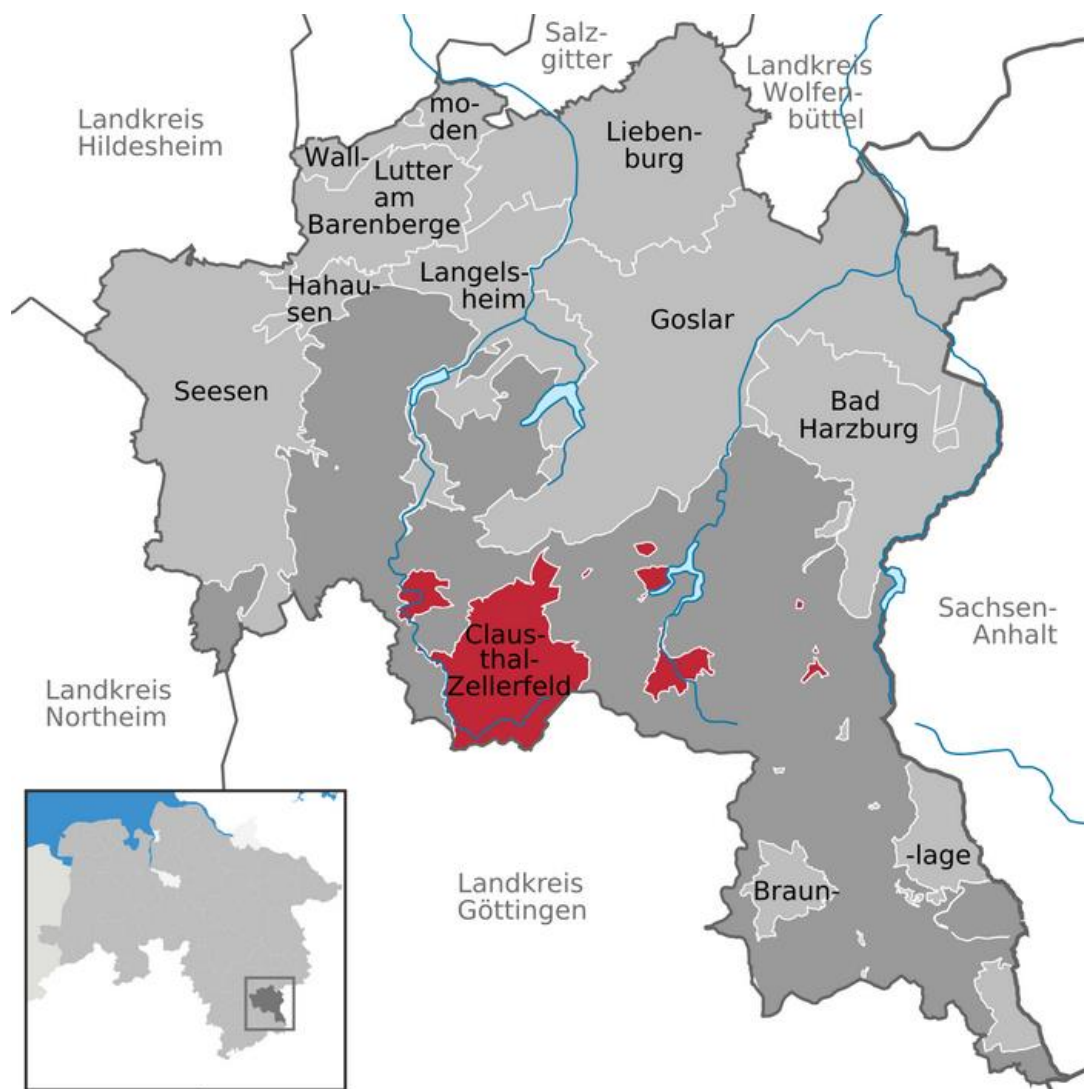 Salz-
gitter
Landkreis
Wolfen-
büttel
Landkreis
Hildesheim
mo-
den
Wall-
Lutter
am
Barenberge
Lieben-
burg
Langels-
heim
Hahau-
sen
Goslar
Seesen
Bad
Harzburg
Sachsen-
Anhalt
Claus-
thal-
Zellerfeld
Landkreis
Northeim
-lage
Braun-
Landkreis
Göttingen